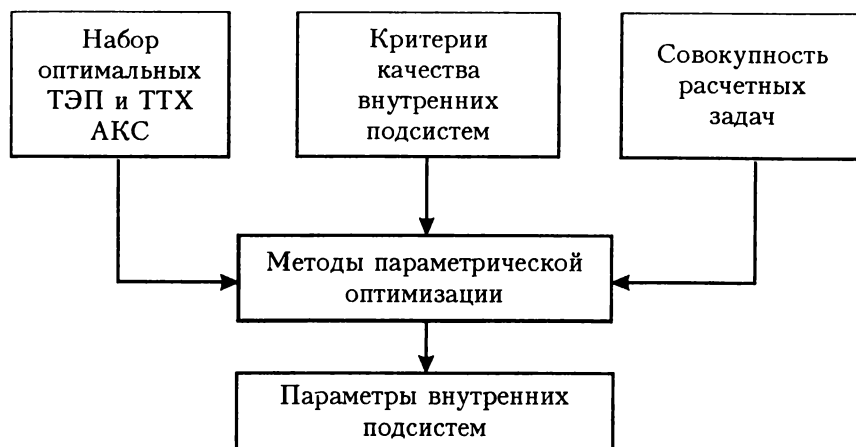 Набор
оптимальных
ТЭП и ТТХ
АКС
Критерии
качества
внутренних
подсистем
Совокупность
расчетных
задач
Методы параметрической
оптимизации
Параметры внутренних
подсистем